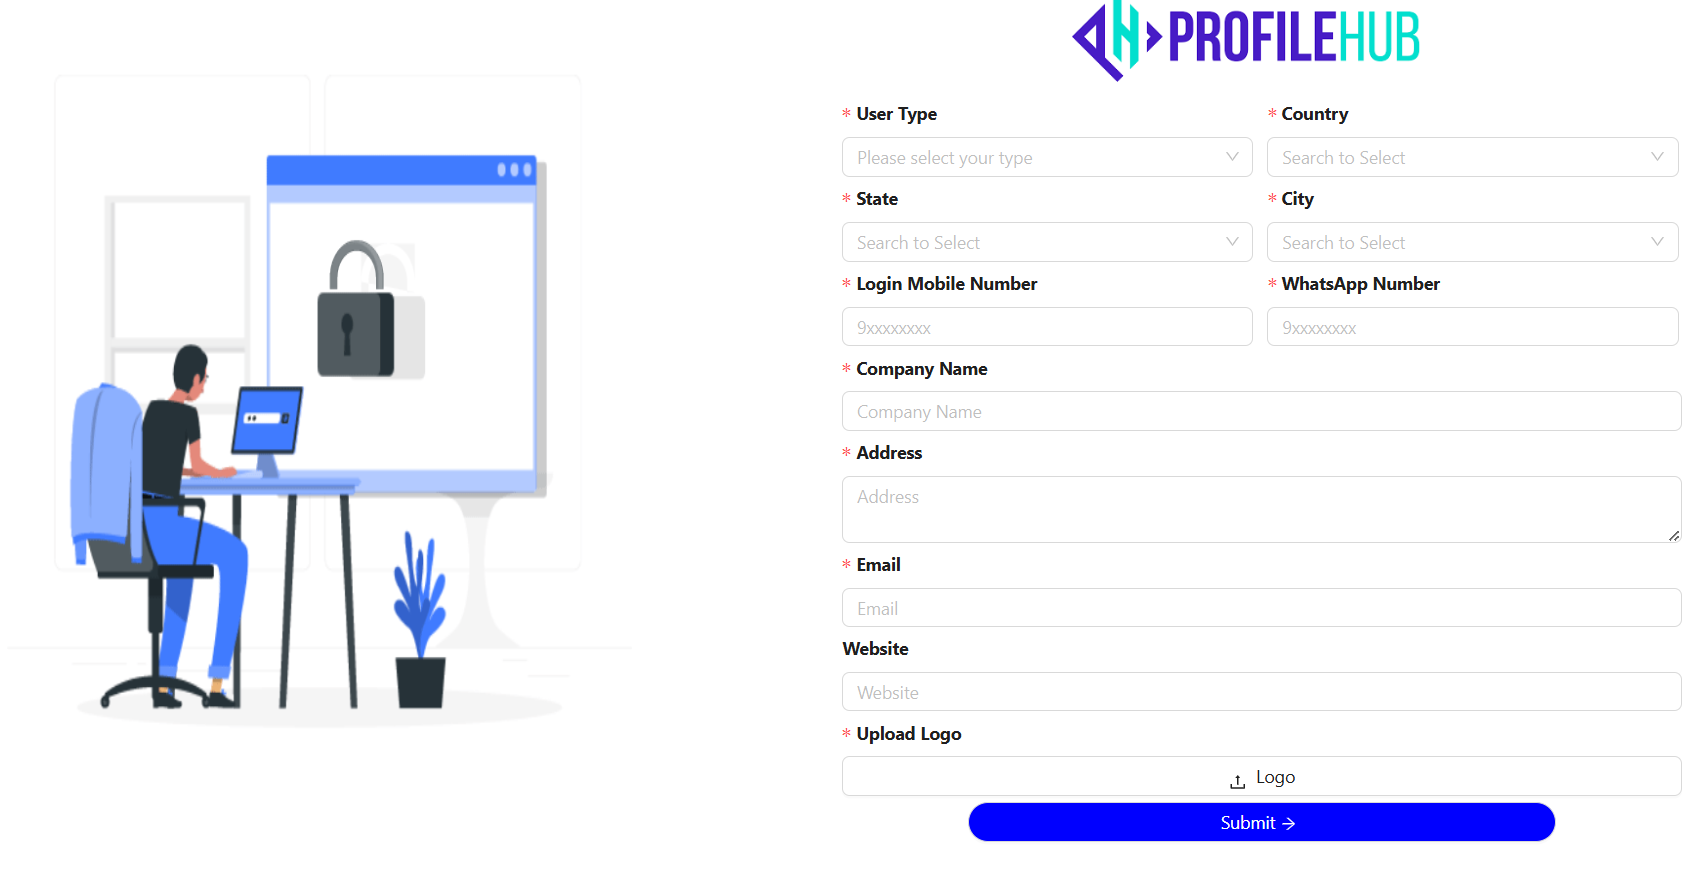 PROFILEHUB
* User Type
* Country
Please select your type
Search to Select
* State
* City
Search to Select
Search to Select
* Login Mobile Number
* WhatsApp Number
9xxxxxxxx
9xxxxxxxx
* Company Name
Company Name
* Address
Address
* Email
Email
Website
Website
* Upload Logo
Logo
Submit →